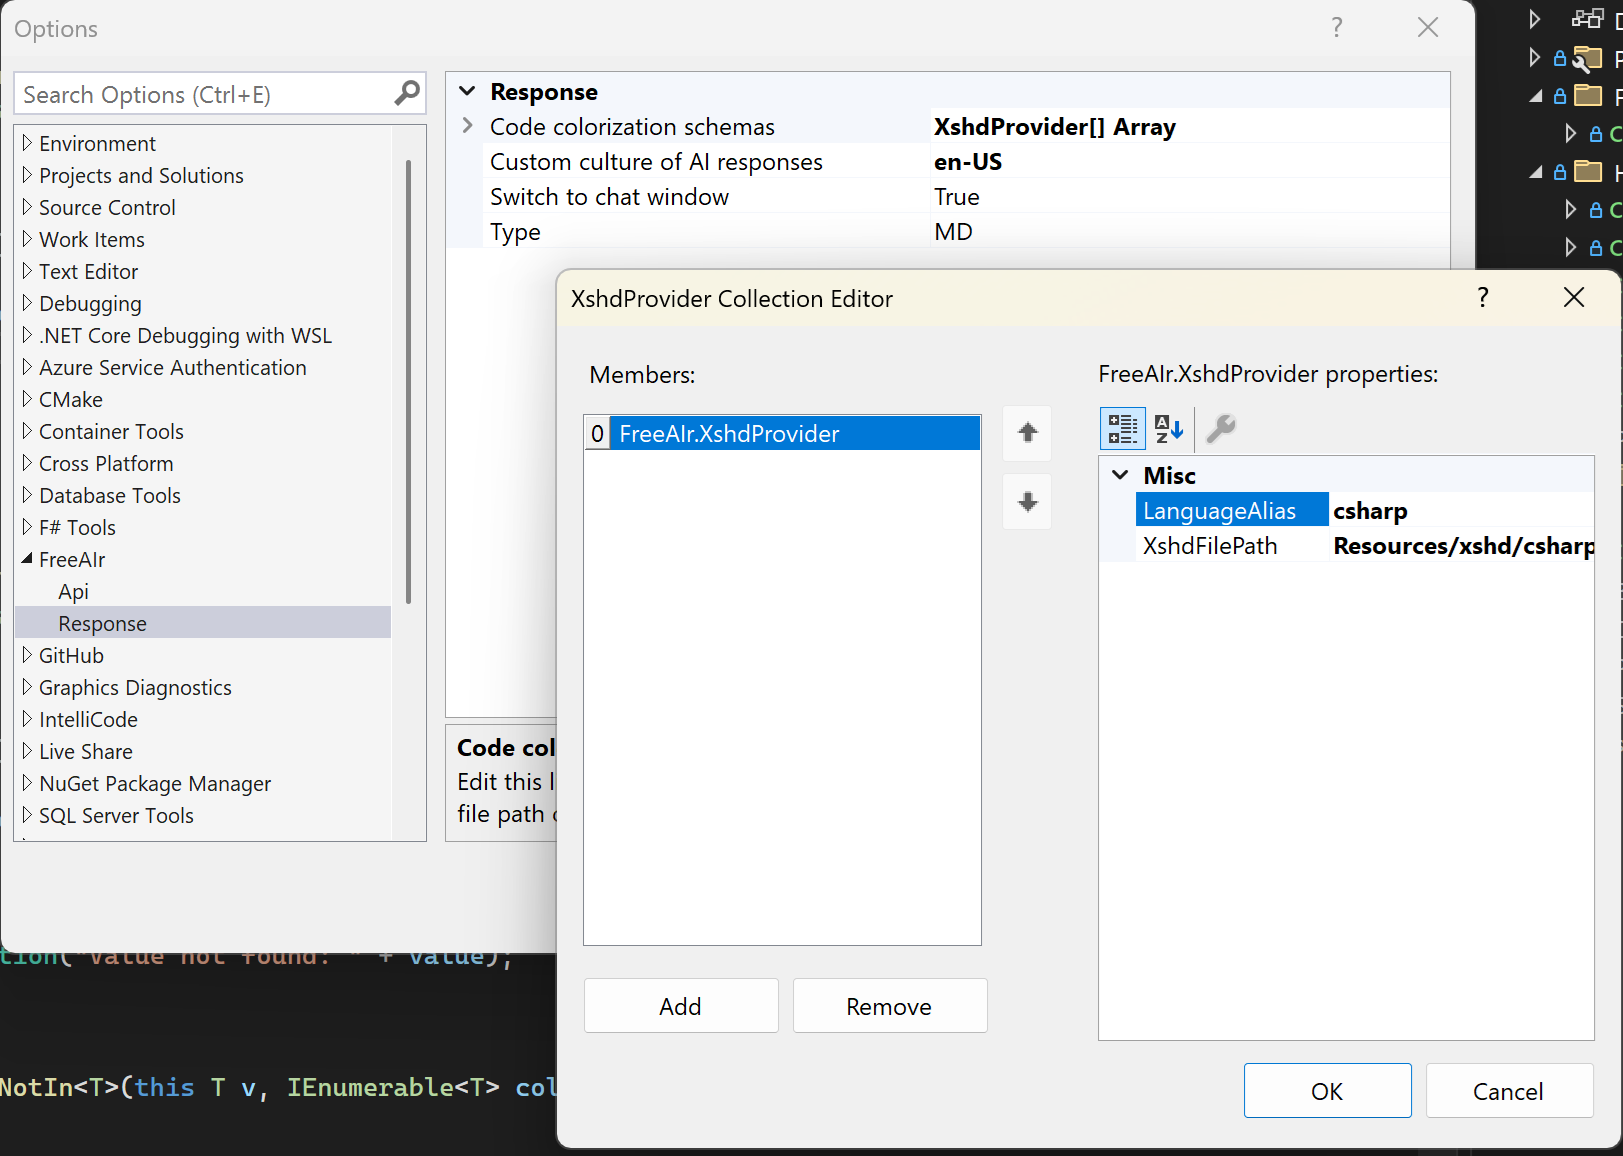 Options
Search Options (Ctrl+E)
Environment
Projects and Solutions
Source Control
Work Items
Text Editor
Debugging
.NET Core Debugging with WSL
Azure Service Authentication
CMake
Container Tools
Cross Platform
Database Tools
F# Tools
FreeAIr
Api
Response
GitHub
Graphics Diagnostics
IntelliCode
Live Share
NuGet Package Manager
SQL Server Tools
Response
Code colorization schemas XshdProvider[] Array
Custom culture of AI responses en-US
Switch to chat window True
Type MD
Code col
Edit this l
file path
XshdProvider Collection Editor
Members:
0 FreeAIr.XshdProvider
Add Remove
FreeAIr.XshdProvider properties:
Misc
LanguageAlias csharp
XshdFilePath Resources/xshd/csharp
OK Cancel
tion("Value not found: " + value);
NotIn<T>(this T v, IEnumerable<T> col